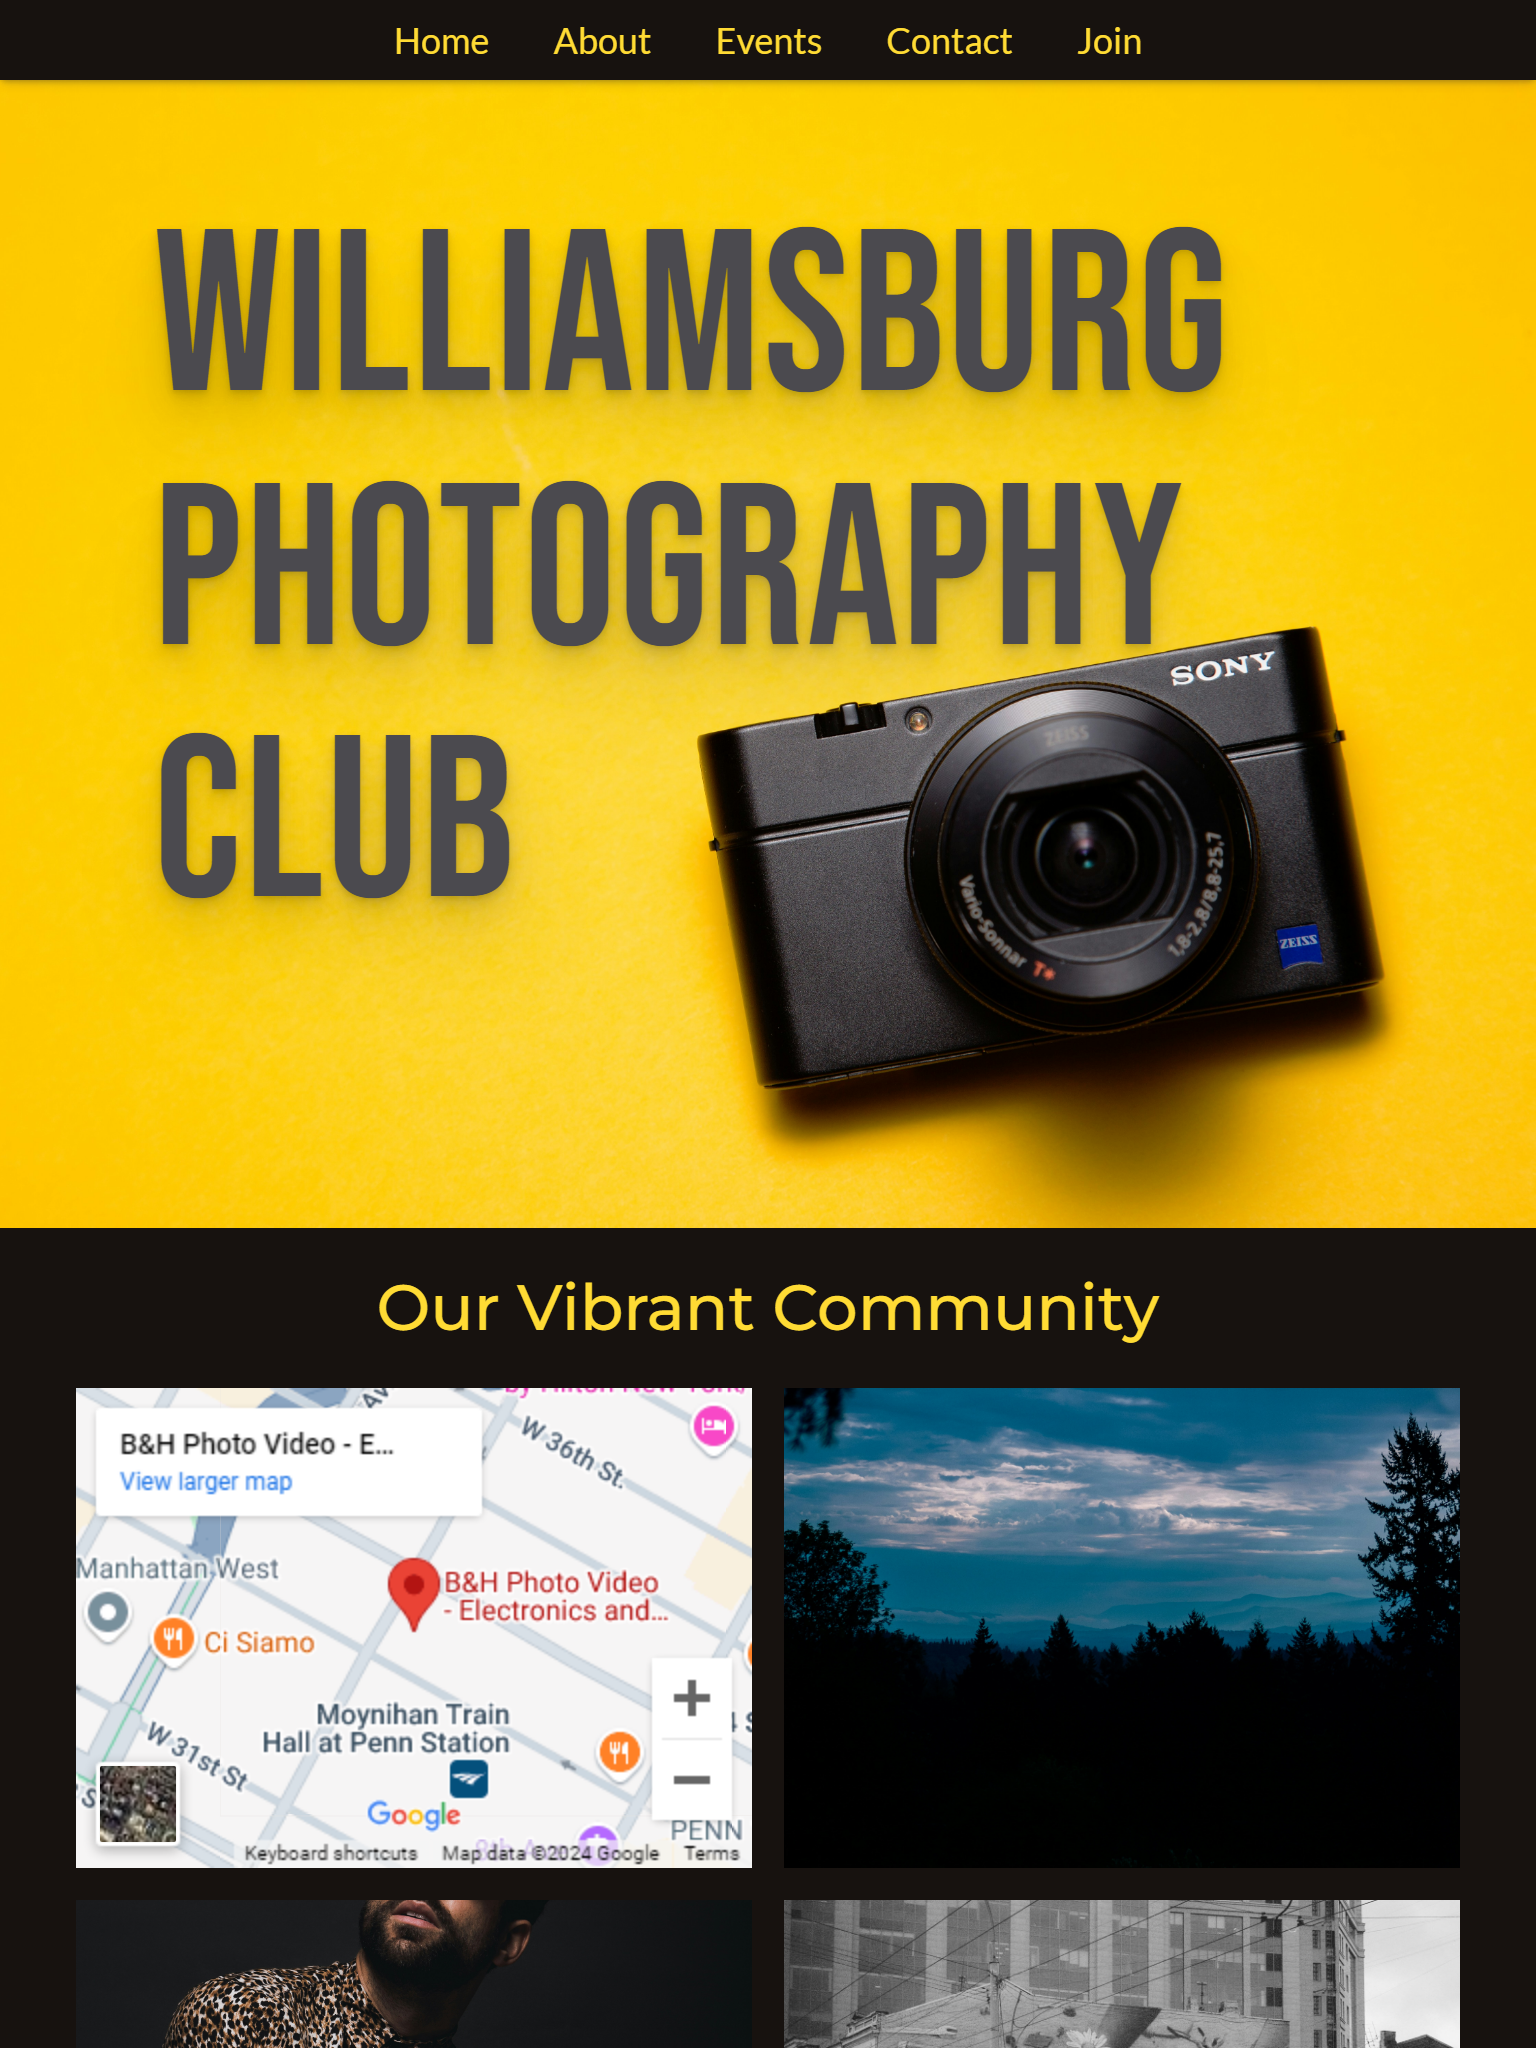 Home About Events Contact Join
WILLIAMSBURG
PHOTOGRAPHY
CLUB
SONY
ZEISS
Vario-Sonnar T*
1,8-2,8/8,8-25,7
ZEISS
Our Vibrant Community
B&H Photo Video - E...
View larger map
W 36th St.
Manhattan West
B&H Photo Video
- Electronics and...
Ci Siamo
Moynihan Train
Hall at Penn Station
W 31st St
Google
PENN
Keyboard shortcuts Map data ©2024 Google Terms